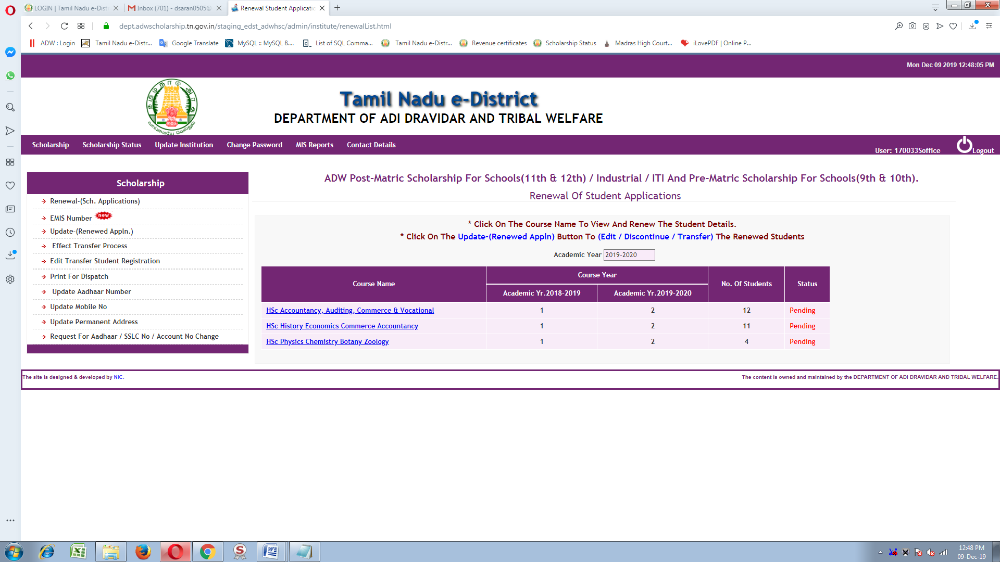 LOGIN | Tamil Nadu e-Dist
Inbox (701) - dsaran0505@
Renewal Student Applicatio
dept.adwscholarship.tn.gov.in/staging_edst_adwhsc/admin/institute/renewalList.html
ADW : Login
Tamil Nadu e-Distr...
Google Translate
MySQL :: MySQL 8....
List of SQL Comma...
Tamil Nadu e-Distr...
Revenue certificates
Scholarship Status
Madras High Court...
iLovePDF | Online P...
Mon Dec 09 2019 12:48:05 PM
Tamil Nadu e-District
DEPARTMENT OF ADI DRAVIDAR AND TRIBAL WELFARE
Scholarship
Scholarship Status
Update Institution
Change Password
MIS Reports
Contact Details
User: 170033Soffice
Logout
Scholarship
Renewal-(Sch. Applications)
EMIS Number new
Update-(Renewed Appln.)
Effect Transfer Process
Edit Transfer Student Registration
Print For Dispatch
Update Aadhaar Number
Update Mobile No
Update Permanent Address
Request For Aadhaar / SSLC No / Account No Change
ADW Post-Matric Scholarship For Schools(11th & 12th) / Industrial / ITI And Pre-Matric Scholarship For Schools(9th & 10th).
Renewal Of Student Applications
* Click On The Course Name To View And Renew The Student Details.
* Click On The Update-(Renewed Appln) Button To (Edit / Discontinue / Transfer) The Renewed Students
Academic Year 2019-2020
Course Name
Course Year
No. Of Students
Status
Academic Yr.2018-2019
Academic Yr.2019-2020
HSc Accountancy, Auditing, Commerce & Vocational 1 2 12 Pending
HSc History Economics Commerce Accountancy 1 2 11 Pending
HSc Physics Chemistry Botany Zoology 1 2 4 Pending
The site is designed & developed by NIC.
The content is owned and maintained by the DEPARTMENT OF ADI DRAVIDAR AND TRIBAL WELFARE.
12:48 PM
09-Dec-19